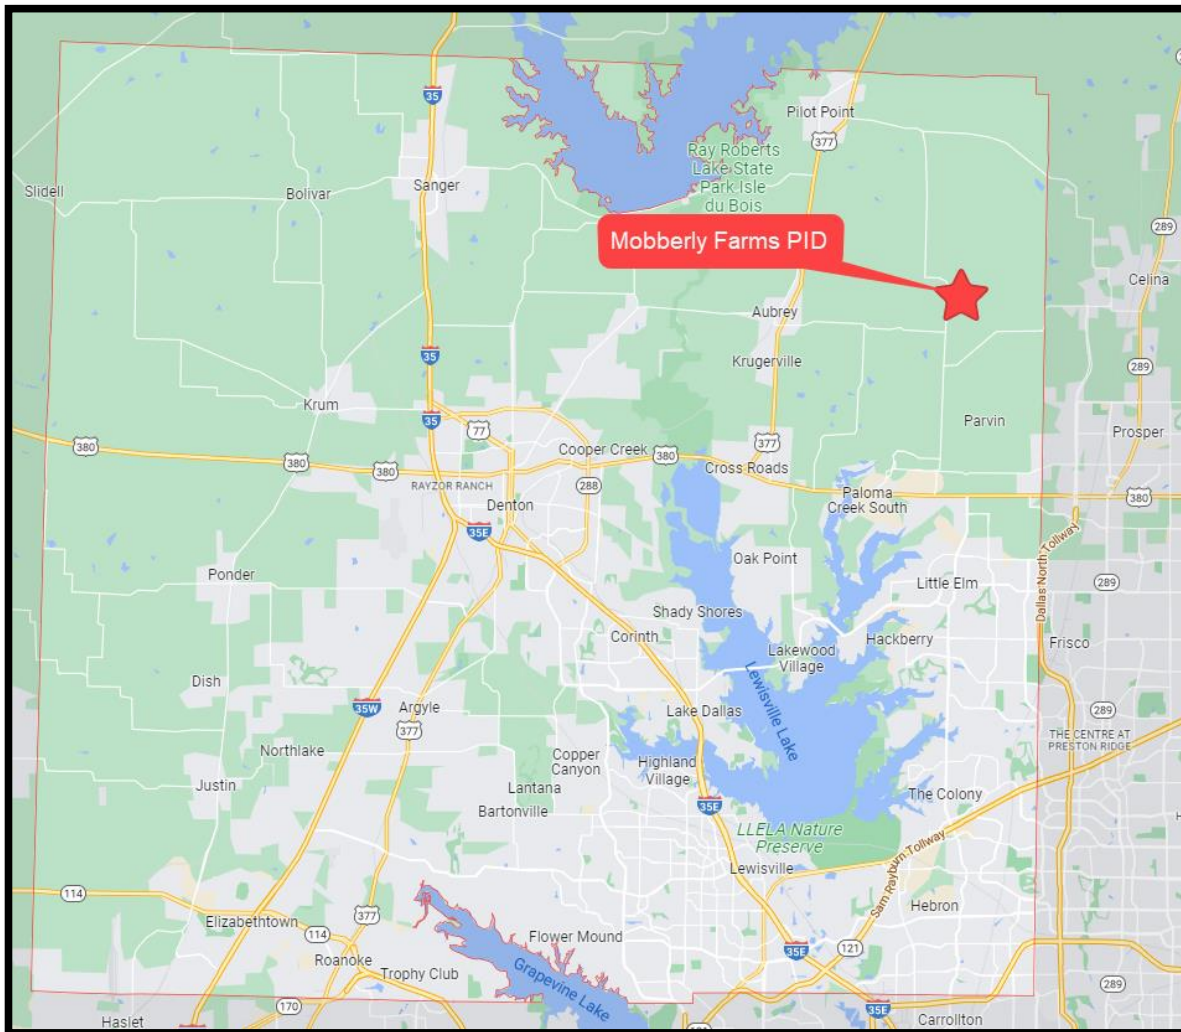 35
Pilot Point
377
Ray Roberts
Lake State
Park Isle
du Bois
Slidell
Bolivar
Sanger
289
Mobberly Farms PID
Celina
Aubrey
35
Krugerville
289
Krum
35
77
Parvin
Prosper
380
380
380
Cooper Creek
380
377
Cross Roads
RAYZOR RANCH
288
Denton
Paloma
Creek South
380
35E
Dallas North Tollway
Oak Point
Ponder
Little Elm
289
Shady Shores
Corinth
Hackberry
Lakewood
Village
Frisco
Dish
35W
Argyle
377
Lake Dallas
Lewisville Lake
289
THE CENTRE AT
PRESTON RIDGE
Northlake
Copper
Canyon
Highland
Village
Justin
Lantana
Bartonville
35E
The Colony
LLELA Nature
Preserve
Sam Rayburn Tollway
Lewisville
114
Elizabethtown
377
Hebron
114
Flower Mound
35E
121
Roanoke
Trophy Club
Grapevine Lake
289
170
35E
Haslet
Carrollton